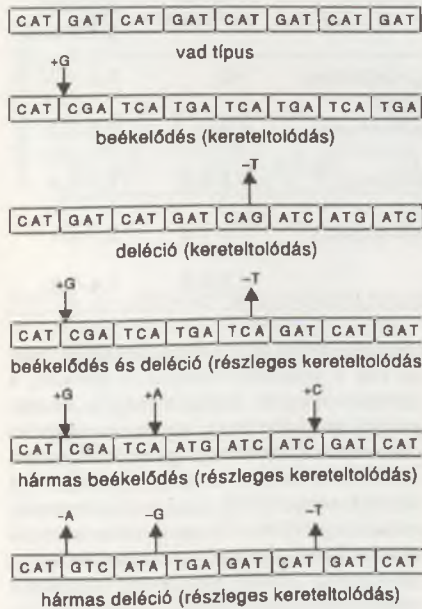 CAT GAT CAT GAT CAT GAT CAT GAT
vad típus
+G
CAT CGA TCA TGA TCA TGA TCA TGA
beékelődés (kereteltolódás)
–T
CAT GAT CAT GAT CAG ATC ATG ATC
deléció (kereteltolódás)
+G –T
CAT CGA TCA TGA TCA GAT CAT GAT
beékelődés és deléció (részleges kereteltolódás
+G +A +C
CAT CGA TCA ATG ATC ATC GAT CAT
hármas beékelődés (részleges kereteltolódás)
–A –G –T
CAT GTC ATA TGA GAT CAT GAT CAT
hármas deléció (részleges kereteltolódás)